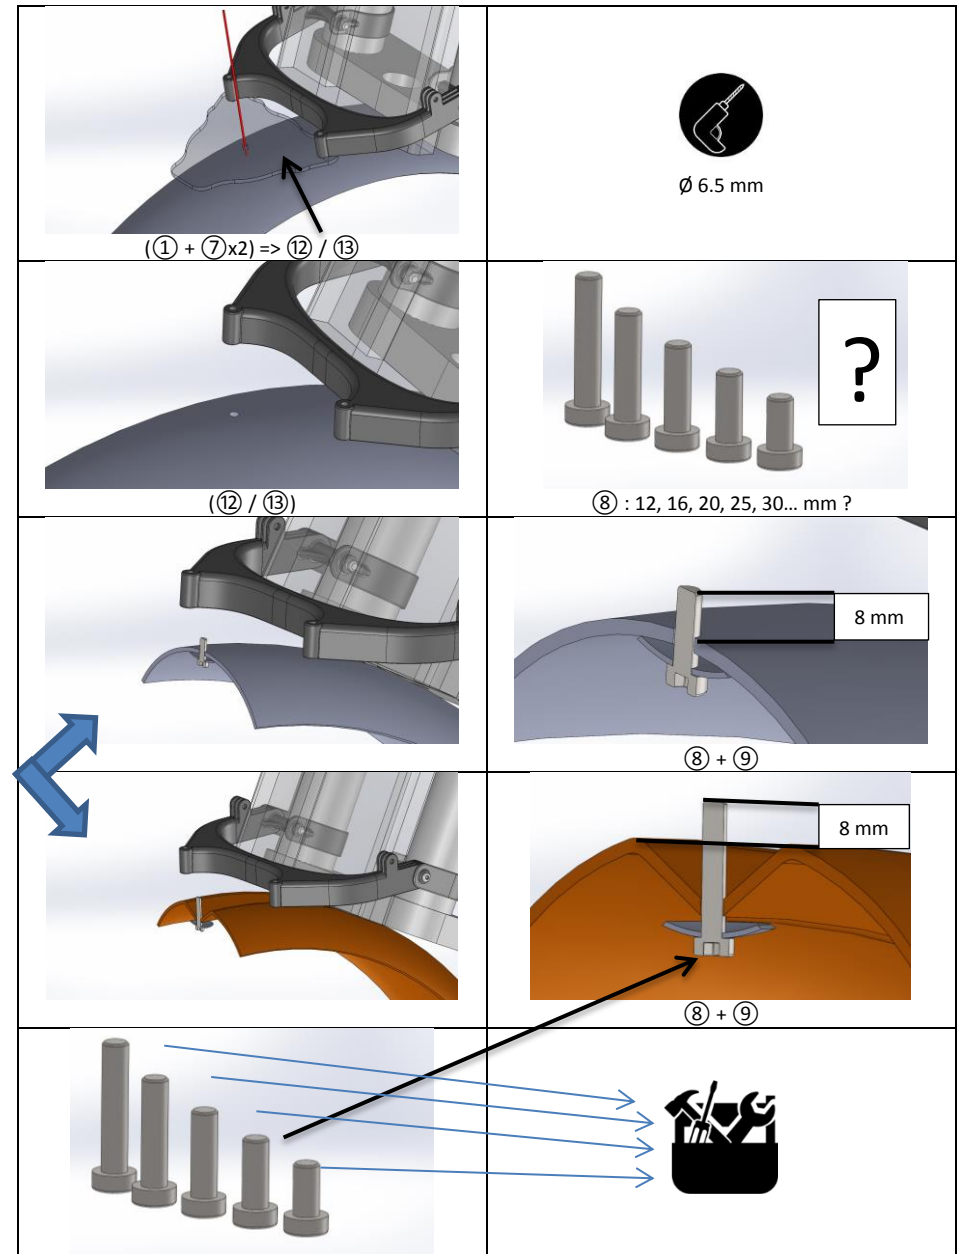 Ø 6.5 mm
(① + ⑦x2) => ⑫ / ⑬
?
(⑫ / ⑬)
⑧ : 12, 16, 20, 25, 30... mm ?
8 mm
⑧ + ⑨
8 mm
⑧ + ⑨